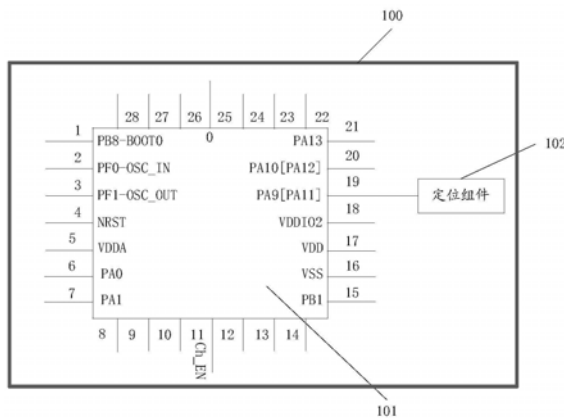 100
28 27 26 25 24 23 22
0
1 PB8-BOOT0 PA13 21
2 PF0-OSC_IN PA10[PA12] 20
102
3 PF1-OSC_OUT PA9[PA11] 19
定位组件
4 NRST VDDIO2 18
5 VDDA VDD 17
6 PA0 VSS 16
7 PA1 PB1 15
8 9 10 11 12 13 14
Ch_EN
101